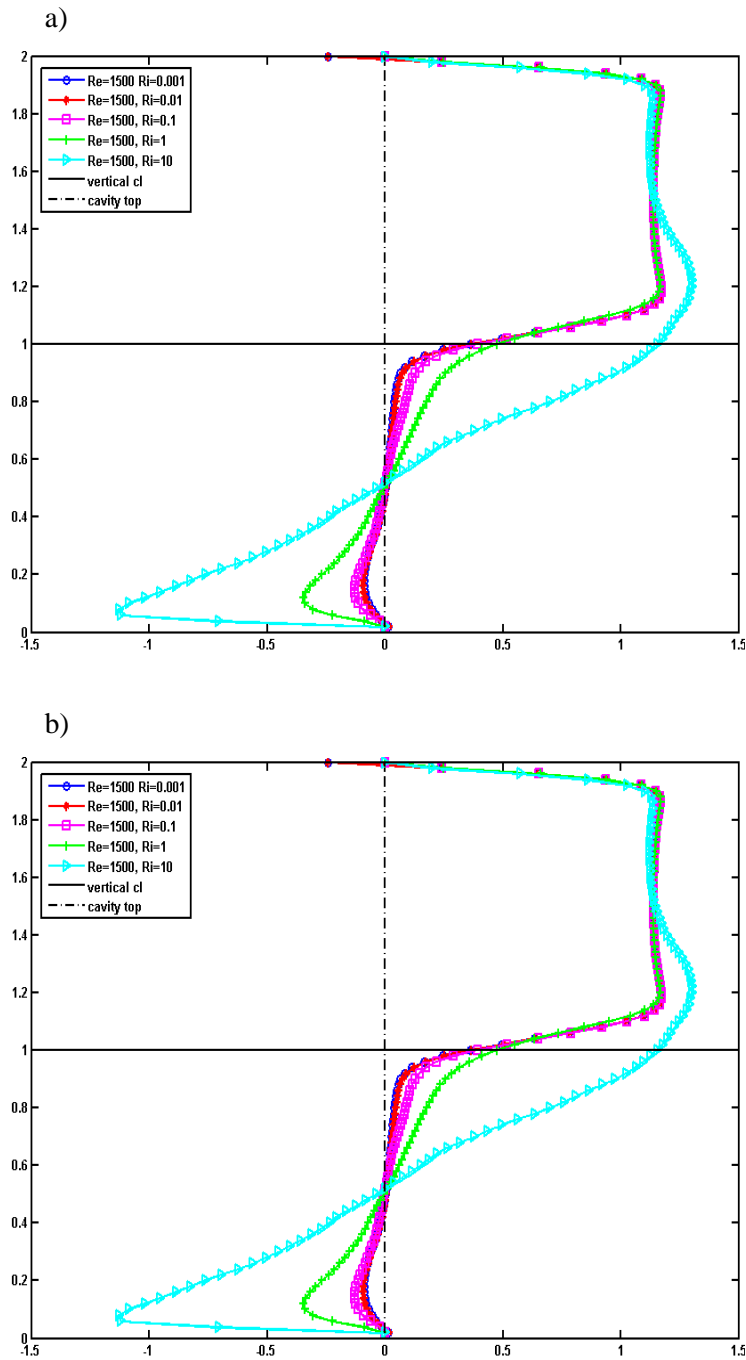 a)
2
1.8
1.6
1.4
1.2
1
0.8
0.6
0.4
0.2
0
Re=1500 Ri=0.001
Re=1500, Ri=0.01
Re=1500, Ri=0.1
Re=1500, Ri=1
Re=1500, Ri=10
vertical cl
cavity top
-1.5 -1 -0.5 0 0.5 1 1.5
b)
2
1.8
1.6
1.4
1.2
1
0.8
0.6
0.4
0.2
0
Re=1500 Ri=0.001
Re=1500, Ri=0.01
Re=1500, Ri=0.1
Re=1500, Ri=1
Re=1500, Ri=10
vertical cl
cavity top
-1.5 -1 -0.5 0 0.5 1 1.5